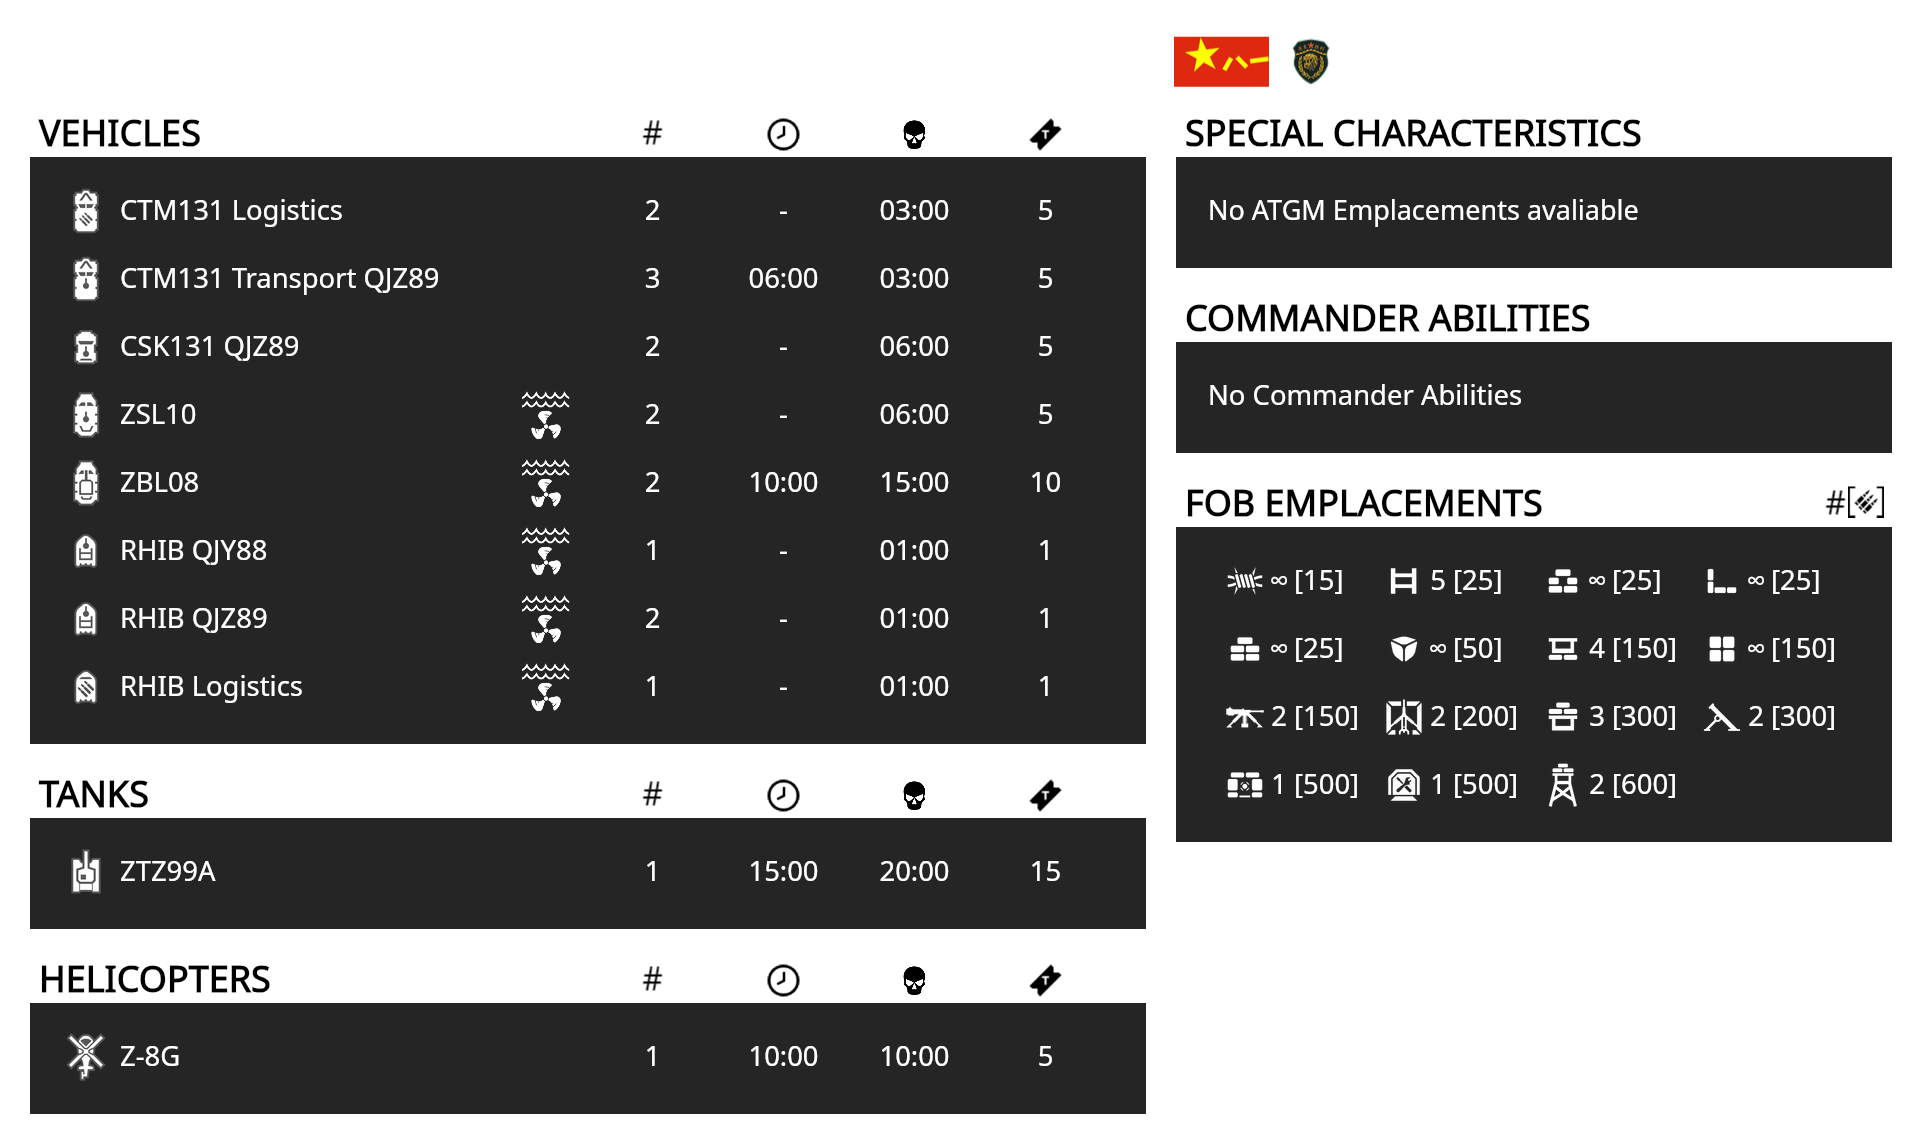 VEHICLES #
CTM131 Logistics 2 - 03:00 5
CTM131 Transport QJZ89 3 06:00 03:00 5
CSK131 QJZ89 2 - 06:00 5
ZSL10 2 - 06:00 5
ZBL08 2 10:00 15:00 10
RHIB QJY88 1 - 01:00 1
RHIB QJZ89 2 - 01:00 1
RHIB Logistics 1 - 01:00 1
TANKS #
ZTZ99A 1 15:00 20:00 15
HELICOPTERS #
Z-8G 1 10:00 10:00 5
八一
SPECIAL CHARACTERISTICS
No ATGM Emplacements avaliable
COMMANDER ABILITIES
No Commander Abilities
FOB EMPLACEMENTS #[ ]
∞ [15] 5 [25] ∞ [25] ∞ [25]
∞ [25] ∞ [50] 4 [150] ∞ [150]
2 [150] 2 [200] 3 [300] 2 [300]
1 [500] 1 [500] 2 [600]